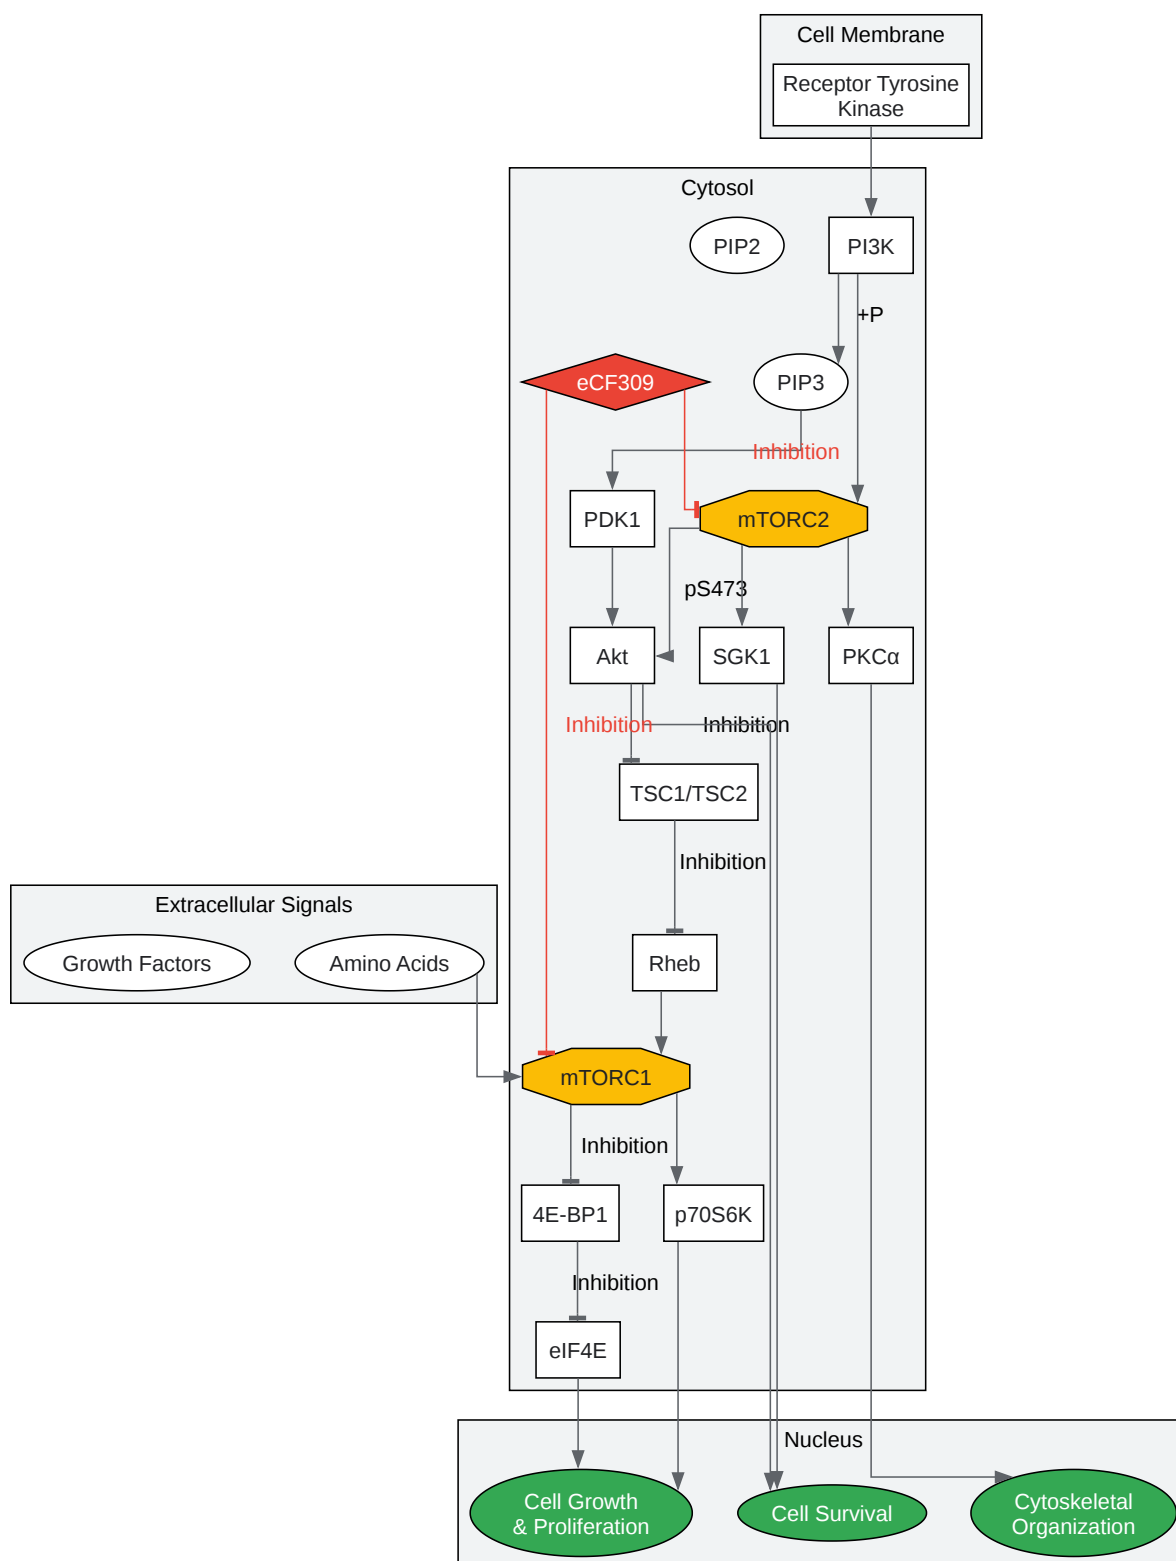 Cell Membrane
Receptor Tyrosine
Kinase
Cytosol
PIP2
PI3K
+P
eCF309
PIP3
Inhibition
PDK1
mTORC2
pS473
Akt
SGK1
PKCα
Inhibition
Inhibition
TSC1/TSC2
Inhibition
Extracellular Signals
Growth Factors
Amino Acids
Rheb
mTORC1
Inhibition
4E-BP1
p70S6K
Inhibition
eIF4E
Nucleus
Cell Growth
& Proliferation
Cell Survival
Cytoskeletal
Organization